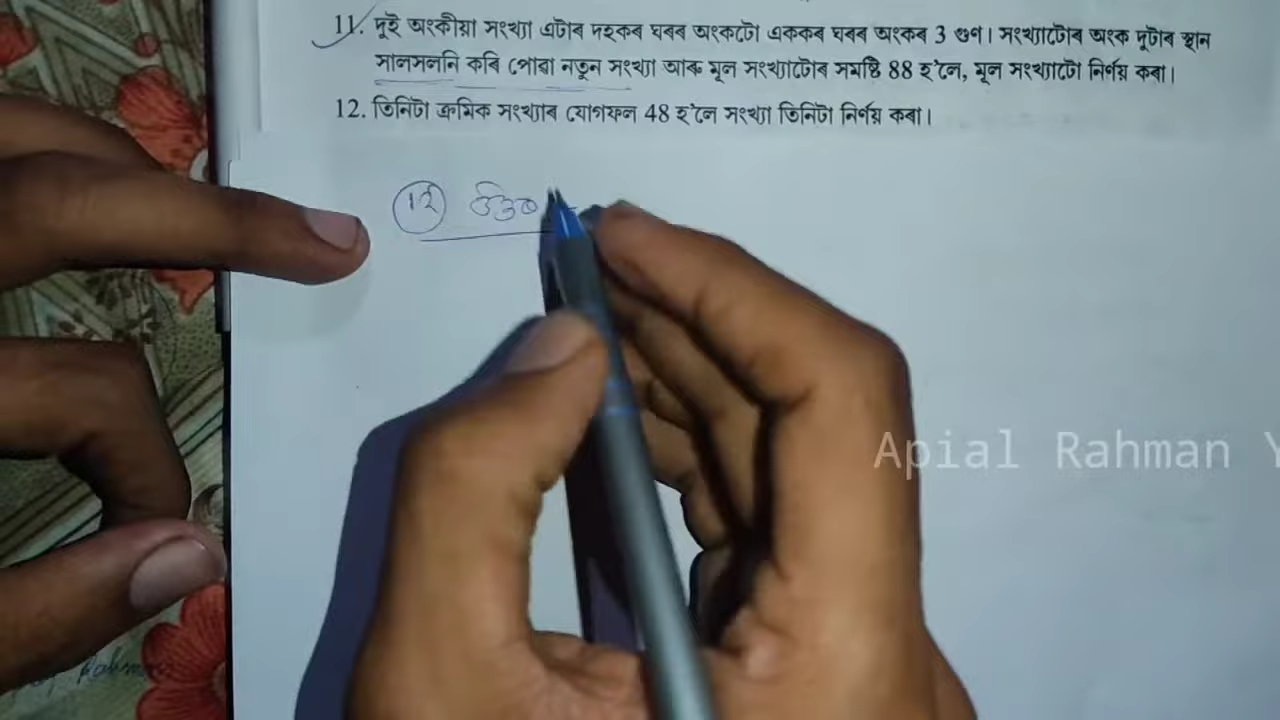 11. দুই অংকীয়া সংখ্যা এটাৰ দহকৰ ঘৰৰ অংকটো এককৰ ঘৰৰ অংকৰ 3 গুণ। সংখ্যাটোৰ অংক দুটাৰ স্থান
সালসলনি কৰি পোৱা নতুন সংখ্যা আৰু মূল সংখ্যাটোৰ সমষ্টি 88 হ'লে, মূল সংখ্যাটো নিৰ্ণয় কৰা।
12. তিনিটা ক্ৰমিক সংখ্যাৰ যোগফল 48 হ'লে সংখ্যা তিনিটা নিৰ্ণয় কৰা।
12 উত্তৰ
Apial Rahman Y